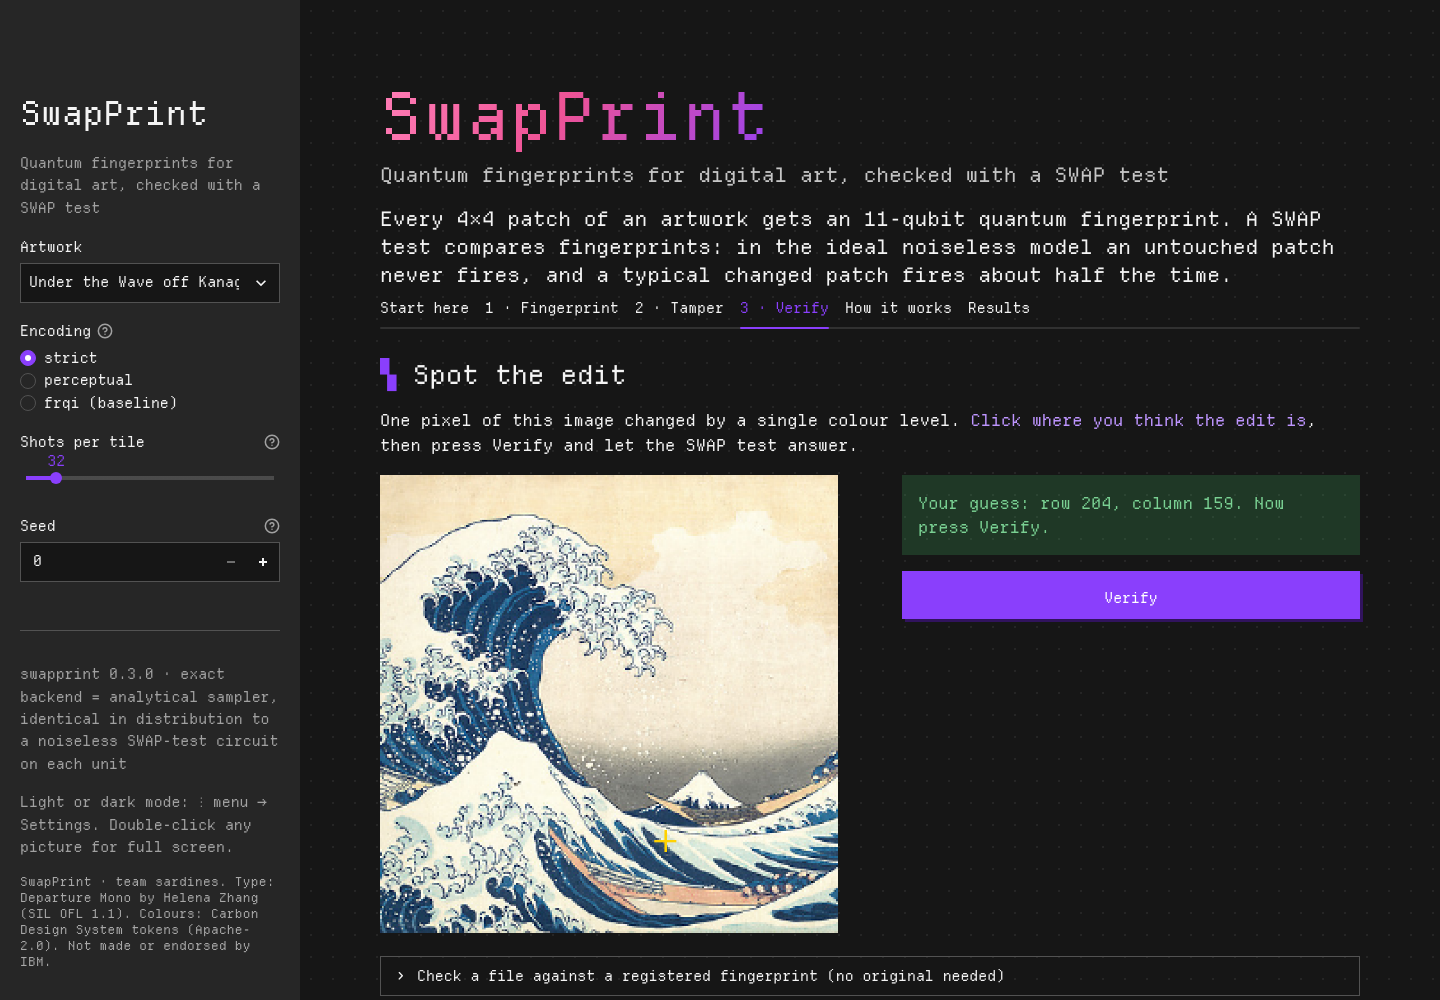 SwapPrint
Quantum fingerprints for
digital art, checked with a
SWAP test
Artwork
Under the Wave off Kanag
Encoding
strict
perceptual
frqi (baseline)
Shots per tile
32
Seed
0
swapprint 0.3.0 · exact
backend = analytical sampler,
identical in distribution to
a noiseless SWAP-test circuit
on each unit
Light or dark mode: ⋮ menu →
Settings. Double-click any
picture for full screen.
SwapPrint · team sardines. Type:
Departure Mono by Helena Zhang
(SIL OFL 1.1). Colours: Carbon
Design System tokens (Apache-
2.0). Not made or endorsed by
IBM.
SwapPrint
Quantum fingerprints for digital art, checked with a SWAP test
Every 4×4 patch of an artwork gets an 11-qubit quantum fingerprint. A SWAP
test compares fingerprints: in the ideal noiseless model an untouched patch
never fires, and a typical changed patch fires about half the time.
Start here 1 · Fingerprint 2 · Tamper 3 · Verify How it works Results
Spot the edit
One pixel of this image changed by a single colour level. Click where you think the edit is,
then press Verify and let the SWAP test answer.
Your guess: row 204, column 159. Now
press Verify.
Verify
Check a file against a registered fingerprint (no original needed)